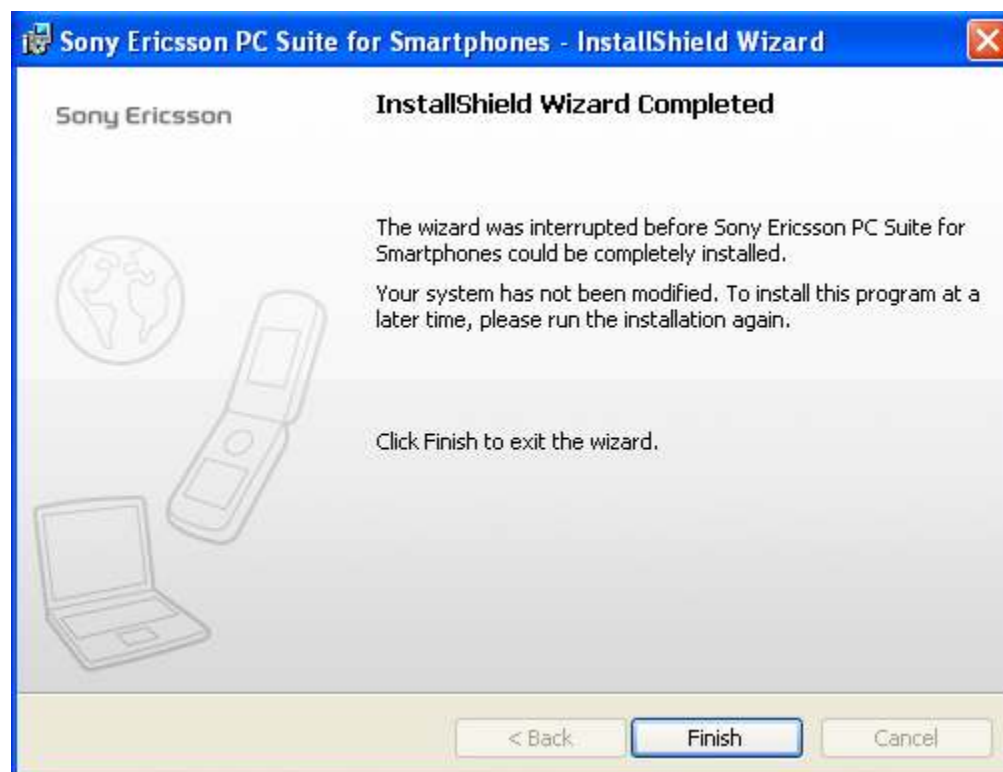 Sony Ericsson PC Suite for Smartphones - InstallShield Wizard
Sony Ericsson
InstallShield Wizard Completed
The wizard was interrupted before Sony Ericsson PC Suite for
Smartphones could be completely installed.
Your system has not been modified. To install this program at a
later time, please run the installation again.
Click Finish to exit the wizard.
< Back
Finish
Cancel